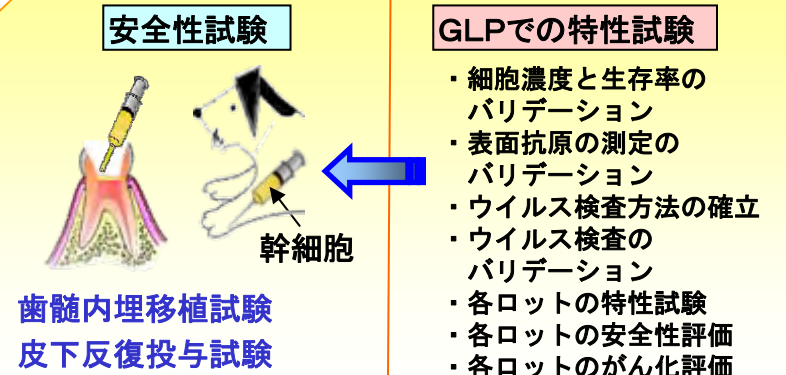 安全性試験
幹細胞
歯髄内埋移植試験
皮下反復投与試験
GLPでの特性試験
・細胞濃度と生存率の
バリデーション
・表面抗原の測定の
バリデーション
・ウイルス検査方法の確立
・ウイルス検査の
バリデーション
・各ロットの特性試験
・各ロットの安全性評価
・各ロットのがん化評価